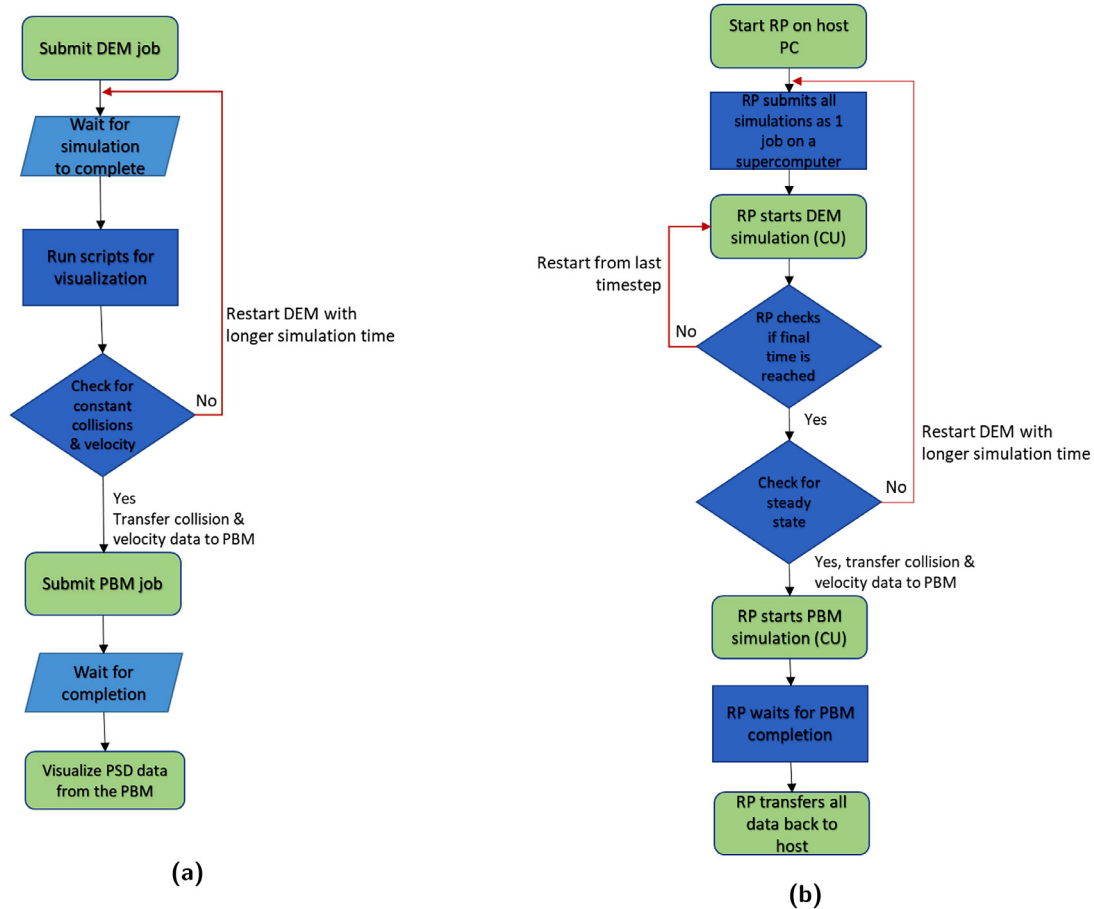 Submit DEM job
Wait for
simulation
to complete
Run scripts for
visualization
Restart DEM with
longer simulation time
Check for
constant
collisions
& velocity
No
Yes
Transfer collision &
velocity data to PBM
Submit PBM job
Wait for
completion
Visualize PSD data
from the PBM
(a)
Start RP on host
PC
RP submits all
simulations as 1
job on a
supercomputer
RP starts DEM
simulation (CU)
Restart from last
timestep
No
RP checks
if final
time is
reached
Yes
Restart DEM with
longer simulation time
Check for
steady
state
No
Yes, transfer collision &
velocity data to PBM
RP starts PBM
simulation (CU)
RP waits for PBM
completion
RP transfers all
data back to
host
(b)